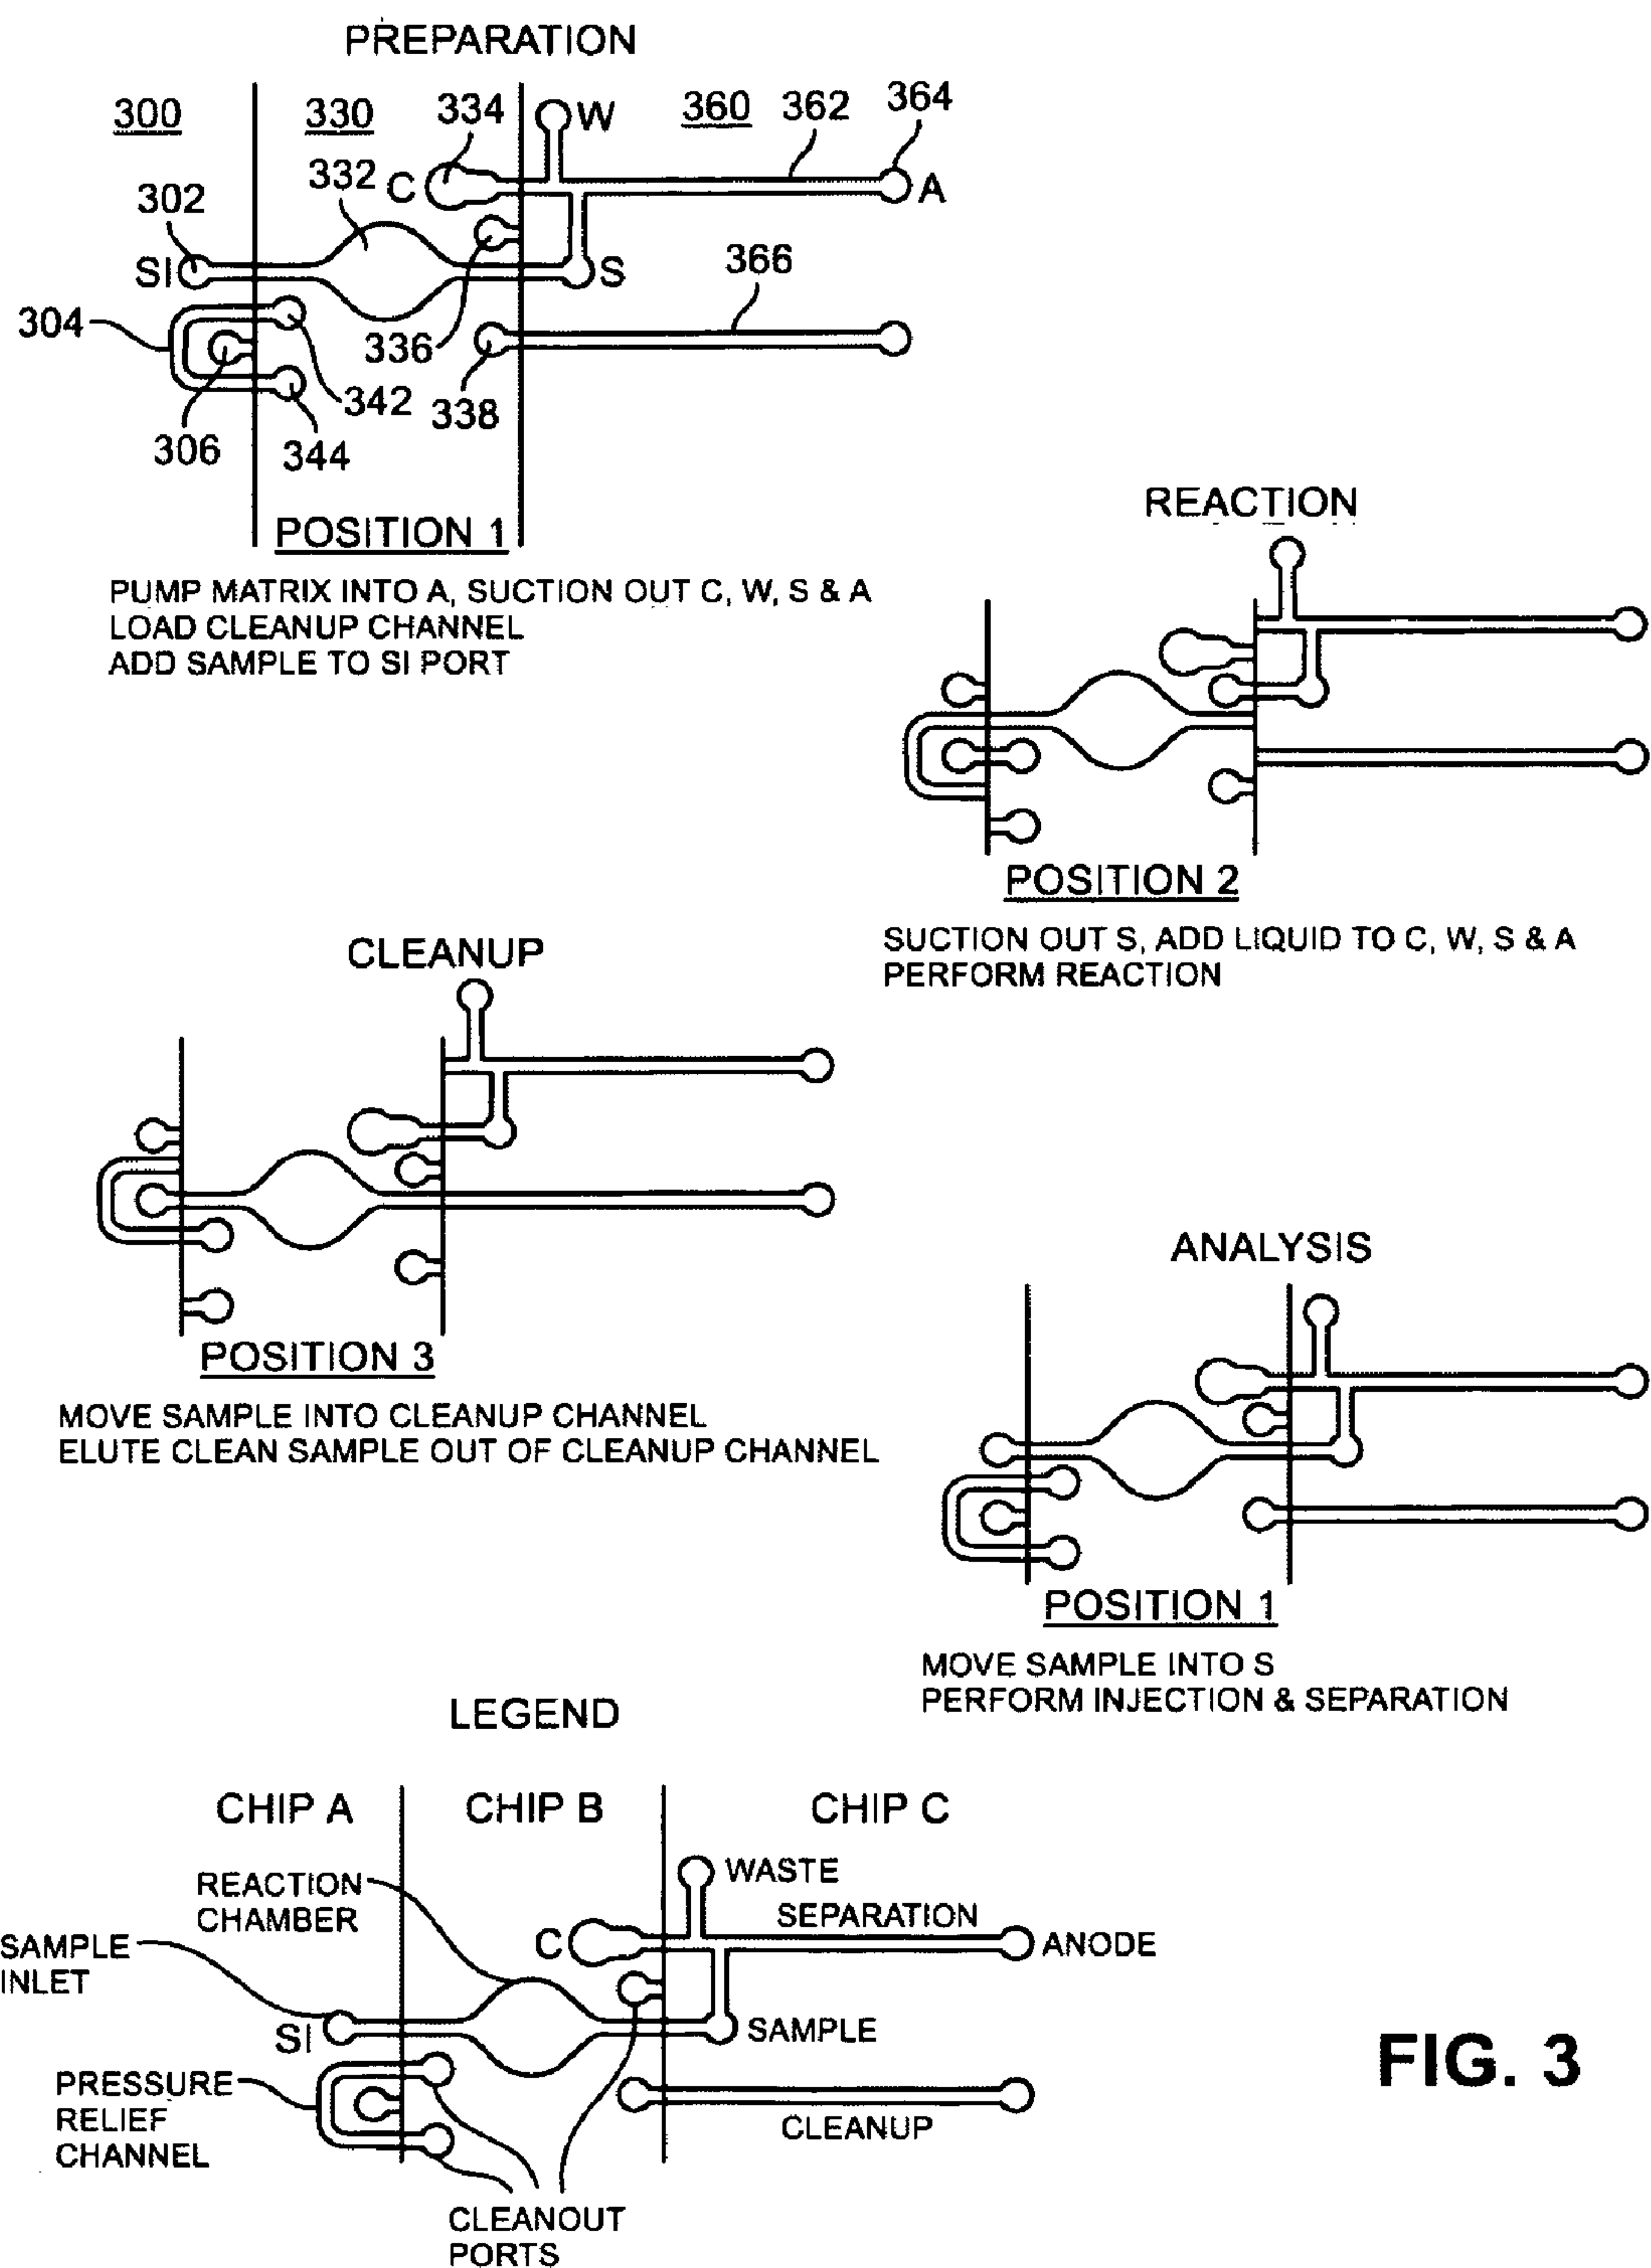 PREPARATION
300
330
334
W
360
362
364
332
C
A
302
SI
S
366
304
336
342
338
306
344
POSITION 1
PUMP MATRIX INTO A, SUCTION OUT C, W, S & A
LOAD CLEANUP CHANNEL
ADD SAMPLE TO SI PORT
REACTION
POSITION 2
SUCTION OUT S, ADD LIQUID TO C, W, S & A
PERFORM REACTION
CLEANUP
POSITION 3
MOVE SAMPLE INTO CLEANUP CHANNEL
ELUTE CLEAN SAMPLE OUT OF CLEANUP CHANNEL
ANALYSIS
POSITION 1
MOVE SAMPLE INTO S
PERFORM INJECTION & SEPARATION
LEGEND
CHIP A
CHIP B
CHIP C
REACTION
CHAMBER
WASTE
SEPARATION
C
ANODE
SAMPLE
INLET
SI
SAMPLE
PRESSURE
RELIEF
CHANNEL
CLEANUP
CLEANOUT
PORTS
FIG. 3